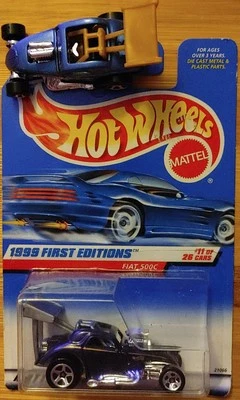 FOR AGES
OVER 3 YEARS.
DIE CAST METAL &
PLASTIC PARTS.
Hot Wheels
MATTEL
1999 FIRST EDITIONS™
#11 OF
26 CARS
FIAT 500C